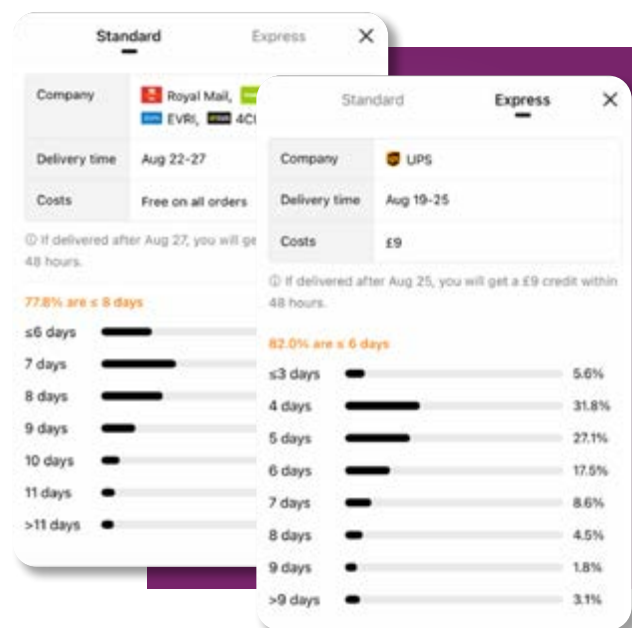 Standard Express ×
Company Royal Mail,
EVRI,
Delivery time Aug 22-27
Costs Free on all orders
ⓘ If delivered after Aug 27, you will
48 hours.
77.8% are ≤ 8 days
≤6 days
7 days
8 days
9 days
10 days
11 days
>11 days
Standard Express ×
Company UPS
Delivery time Aug 19-25
Costs £9
ⓘ If delivered after Aug 25, you will get a £9 credit within
48 hours.
82.0% are ≤ 6 days
≤3 days 5.6%
4 days 31.8%
5 days 27.1%
6 days 17.5%
7 days 8.6%
8 days 4.5%
9 days 1.8%
>9 days 3.1%